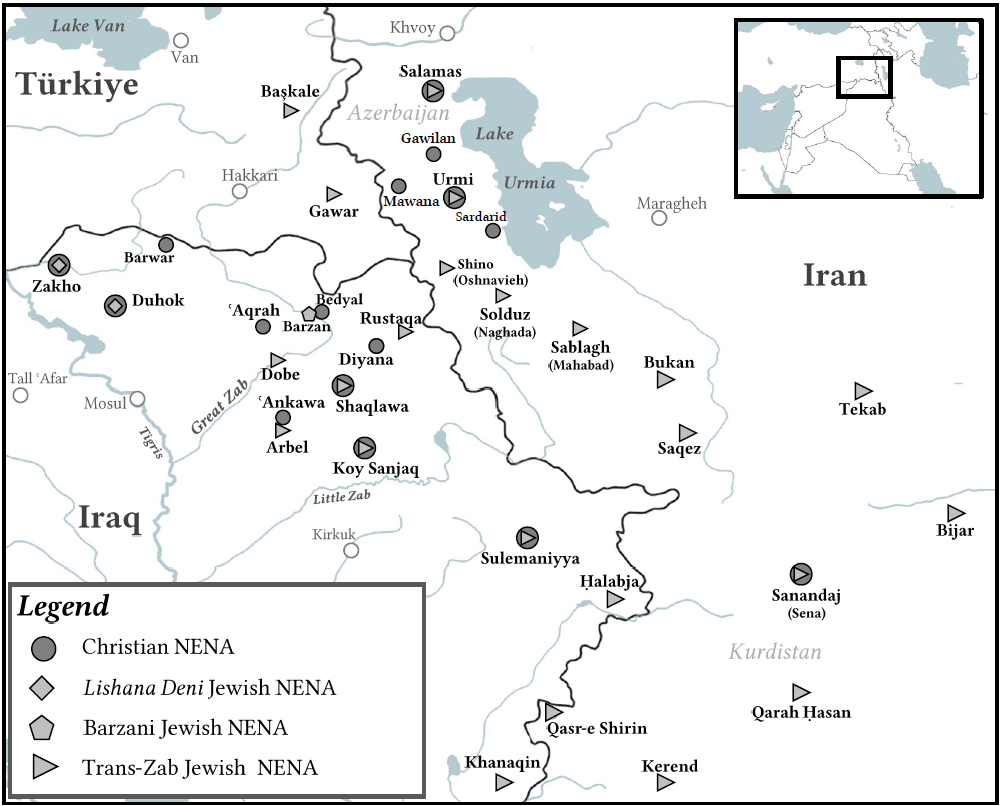 Lake Van
Van
Khvoy
Türkiye
Salamas
Başkale
Azerbaijan
Gawilan
Lake
Urmia
Hakkari
Urmi
Mawana
Gawar
Sardarid
Maragheh
Barwar
Shino
(Oshnavieh)
Iran
Zakho
Duhok
Solduz
(Naghada)
Bedyal
ʿAqrah
Barzan
Rustaqa
Sablagh
(Mahabad)
Diyana
Bukan
Dobe
Tall ʿAfar
Mosul
Great Zab
ʿAnkawa
Shaqlawa
Tekab
Tigris
Arbel
Saqez
Koy Sanjaq
Little Zab
Iraq
Kirkuk
Bijar
Sulemaniyya
Ḥalabja
Sanandaj
(Sena)
Kurdistan
Qarah Ḥasan
Qasr-e Shirin
Khanaqin
Kerend
Legend
Christian NENA
Lishana Deni Jewish NENA
Barzani Jewish NENA
Trans-Zab Jewish NENA